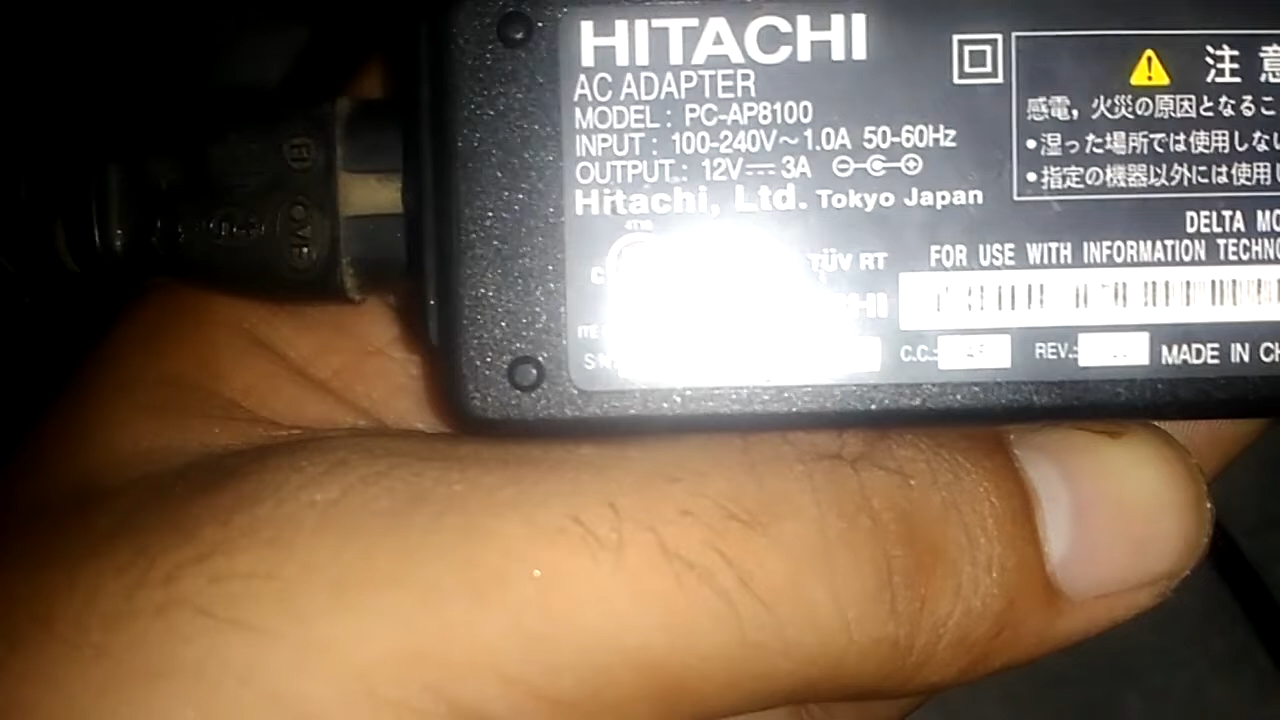 HITACHI
AC ADAPTER
MODEL : PC-AP8100
INPUT : 100-240V～1.0A 50-60Hz
OUTPUT : 12V⎓3A
Hitachi, Ltd. Tokyo Japan
注意
感電，火災の原因となるこ
•湿った場所では使用しない
•指定の機器以外には使用し
DELTA MO
FOR USE WITH INFORMATION TECHNO
TÜV RT
C.C.:
REV.:
MADE IN CH